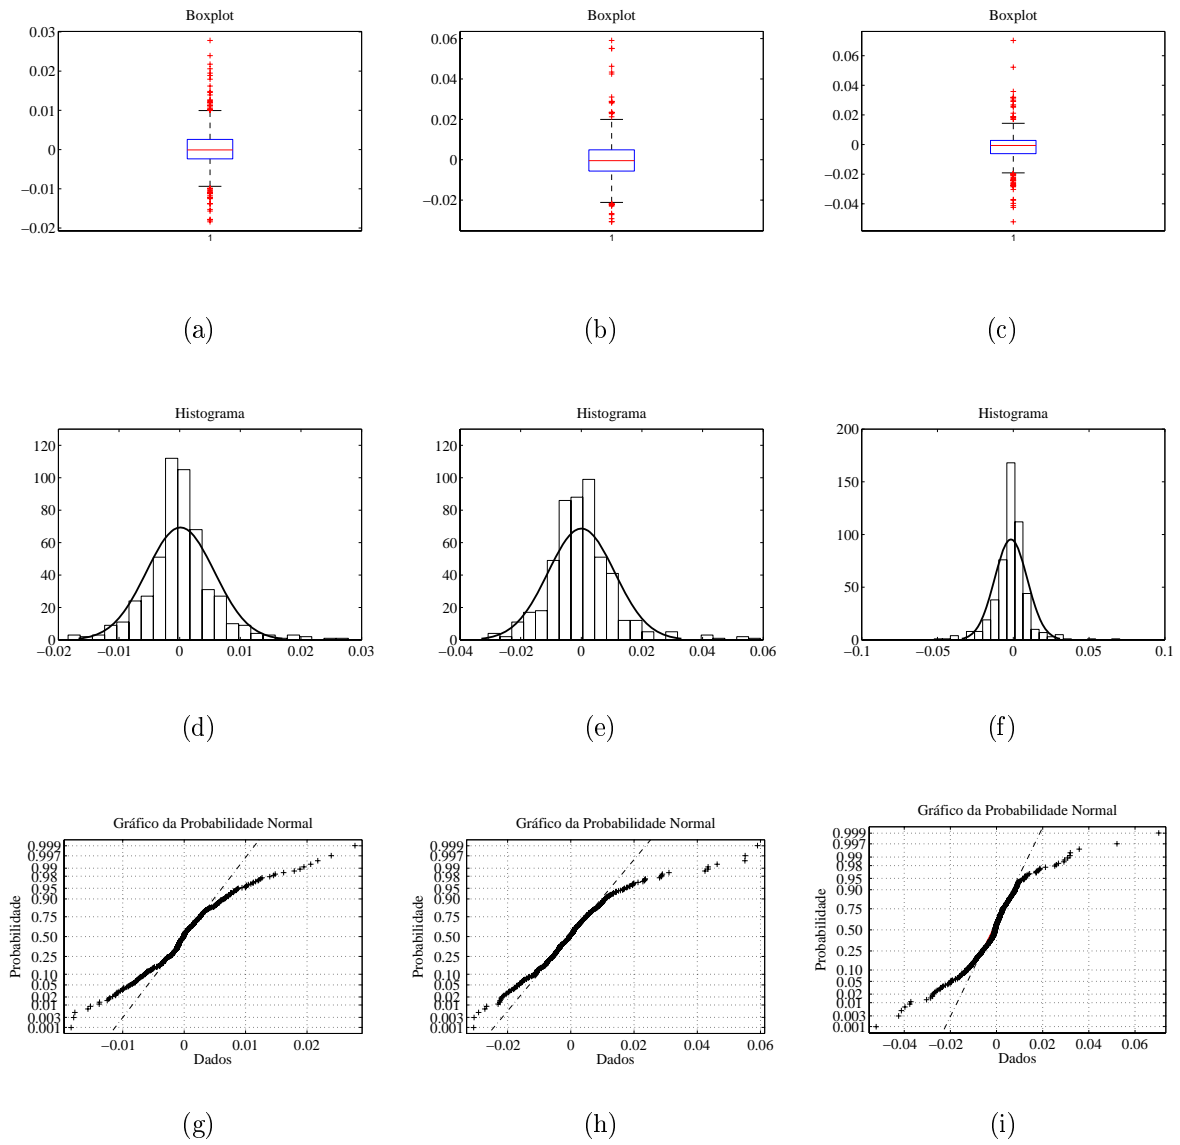 Boxplot
0.03
0.02
0.01
0
−0.01
−0.02
1
(a)
Boxplot
0.06
0.04
0.02
0
−0.02
1
(b)
Boxplot
0.06
0.04
0.02
0
−0.02
−0.04
1
(c)
Histograma
120
100
80
60
40
20
0
−0.02 −0.01 0 0.01 0.02 0.03
(d)
Histograma
120
100
80
60
40
20
0
−0.04 −0.02 0 0.02 0.04 0.06
(e)
Histograma
200
150
100
50
0
−0.1 −0.05 0 0.05 0.1
(f)
Gráfico da Probabilidade Normal
Probabilidade
0.999
0.997
0.99
0.98
0.95
0.90
0.75
0.50
0.25
0.10
0.05
0.02
0.01
0.003
0.001
−0.01 0 0.01 0.02
Dados
(g)
Gráfico da Probabilidade Normal
Probabilidade
0.999
0.997
0.99
0.98
0.95
0.90
0.75
0.50
0.25
0.10
0.05
0.02
0.01
0.003
0.001
−0.02 0 0.02 0.04 0.06
Dados
(h)
Gráfico da Probabilidade Normal
Probabilidade
0.999
0.997
0.99
0.98
0.95
0.90
0.75
0.50
0.25
0.10
0.05
0.02
0.01
0.003
0.001
−0.04 −0.02 0 0.02 0.04 0.06
Dados
(i)